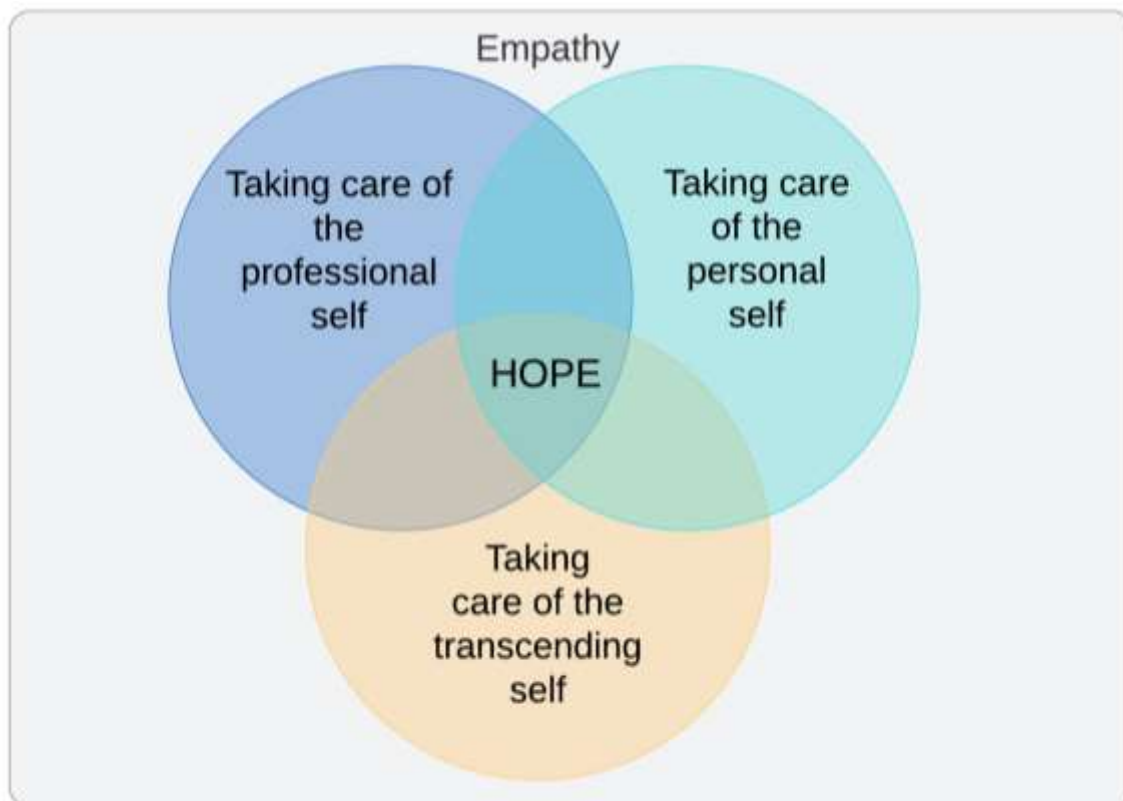 Empathy
Taking care of
the
professional
self
Taking care
of the
personal
self
HOPE
Taking
care of the
transcending
self